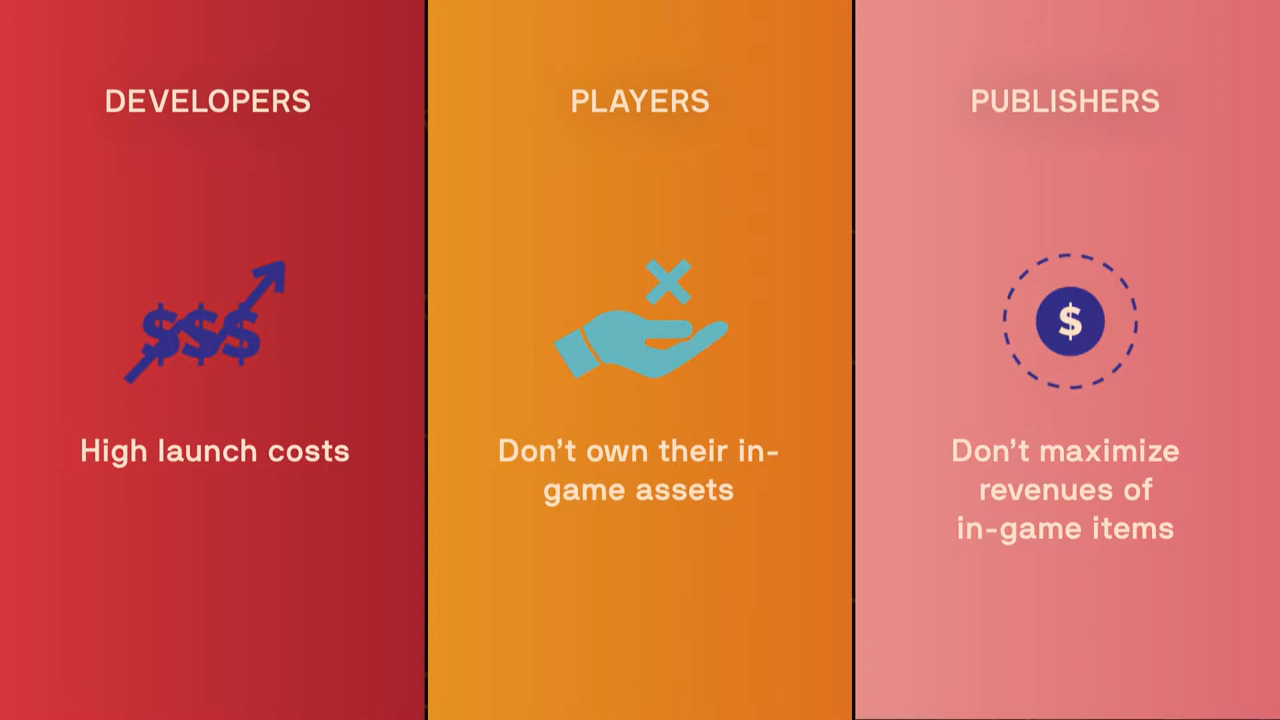 DEVELOPERS
$$$
High launch costs
PLAYERS
Don’t own their in-
game assets
PUBLISHERS
$
Don’t maximize
revenues of
in-game items